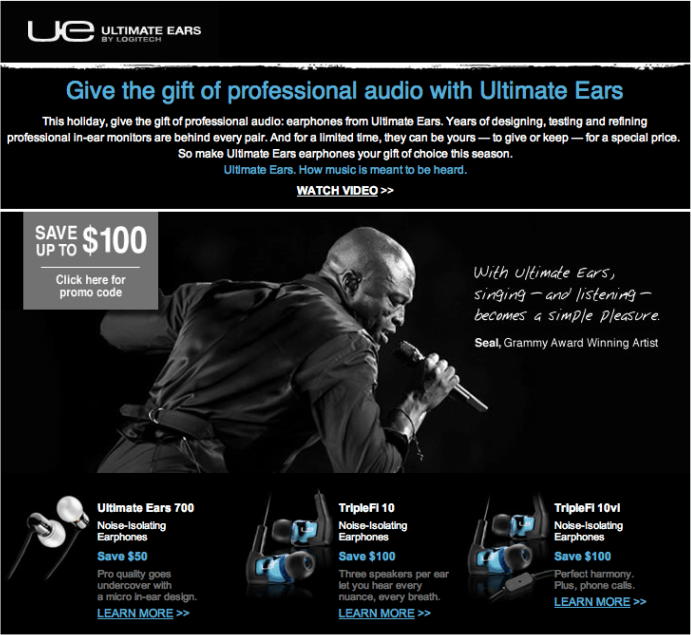 ue ULTIMATE EARS
BY LOGITECH
Give the gift of professional audio with Ultimate Ears
This holiday, give the gift of professional audio: earphones from Ultimate Ears. Years of designing, testing and refining
professional in-ear monitors are behind every pair. And for a limited time, they can be yours — to give or keep — for a special price.
So make Ultimate Ears earphones your gift of choice this season.
Ultimate Ears. How music is meant to be heard.
WATCH VIDEO >>
SAVE UP TO $100
Click here for
promo code
With Ultimate Ears,
singing – and listening –
becomes a simple pleasure.
Seal, Grammy Award Winning Artist
Ultimate Ears 700
Noise-Isolating
Earphones
Save $50
Pro quality goes
undercover with
a micro in-ear design.
LEARN MORE >>
TripleFi 10
Noise-Isolating
Earphones
Save $100
Three speakers per ear
let you hear every
nuance, every breath.
LEARN MORE >>
TripleFi 10vi
Noise-Isolating
Earphones
Save $100
Perfect harmony.
Plus, phone calls.
LEARN MORE >>